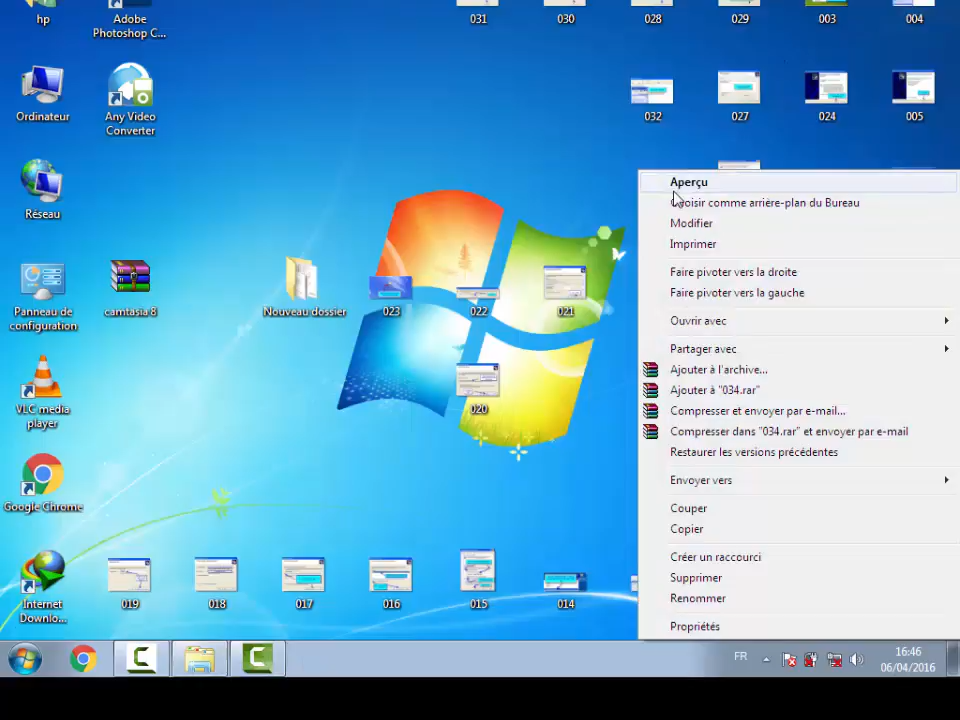 hp
Adobe
Photoshop C...
031
030
028
029
003
004
Ordinateur
Any Video
Converter
032
027
024
005
Réseau
Panneau de
configuration
camtasia 8
Nouveau dossier
023
022
021
VLC media
player
020
Google Chrome
Internet
Downlo...
019
018
017
016
015
014
Aperçu
Choisir comme arrière-plan du Bureau
Modifier
Imprimer
Faire pivoter vers la droite
Faire pivoter vers la gauche
Ouvrir avec
Partager avec
Ajouter à l'archive...
Ajouter à "034.rar"
Compresser et envoyer par e-mail...
Compresser dans "034.rar" et envoyer par e-mail
Restaurer les versions précédentes
Envoyer vers
Couper
Copier
Créer un raccourci
Supprimer
Renommer
Propriétés
FR
16:46
06/04/2016